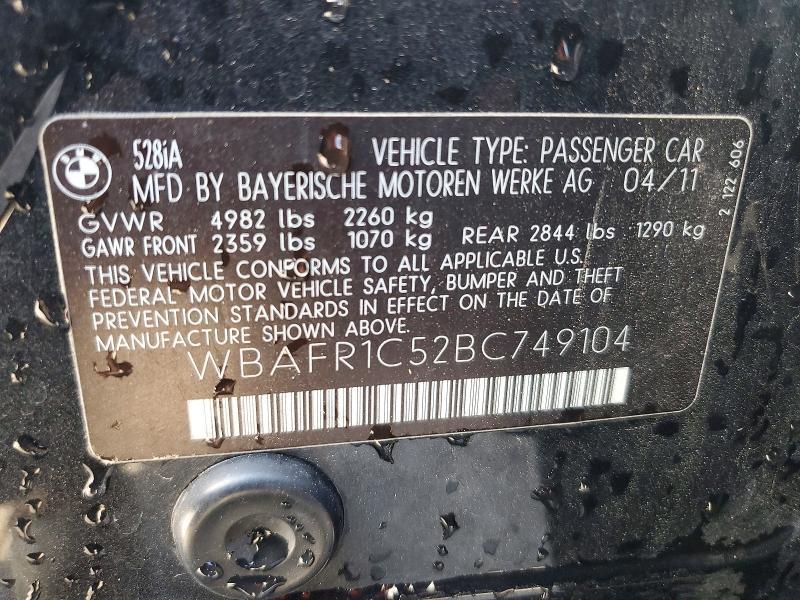 BMW
528iA VEHICLE TYPE: PASSENGER CAR
MFD BY BAYERISCHE MOTOREN WERKE AG 04/11
GVWR 4982 lbs 2260 kg
GAWR FRONT 2359 lbs 1070 kg REAR 2844 lbs 1290 kg
THIS VEHICLE CONFORMS TO ALL APPLICABLE U.S.
FEDERAL MOTOR VEHICLE SAFETY, BUMPER AND THEFT
PREVENTION STANDARDS IN EFFECT ON THE DATE OF
MANUFACTURE SHOWN ABOVE.
WBAFR1C52BC749104
2 122 606